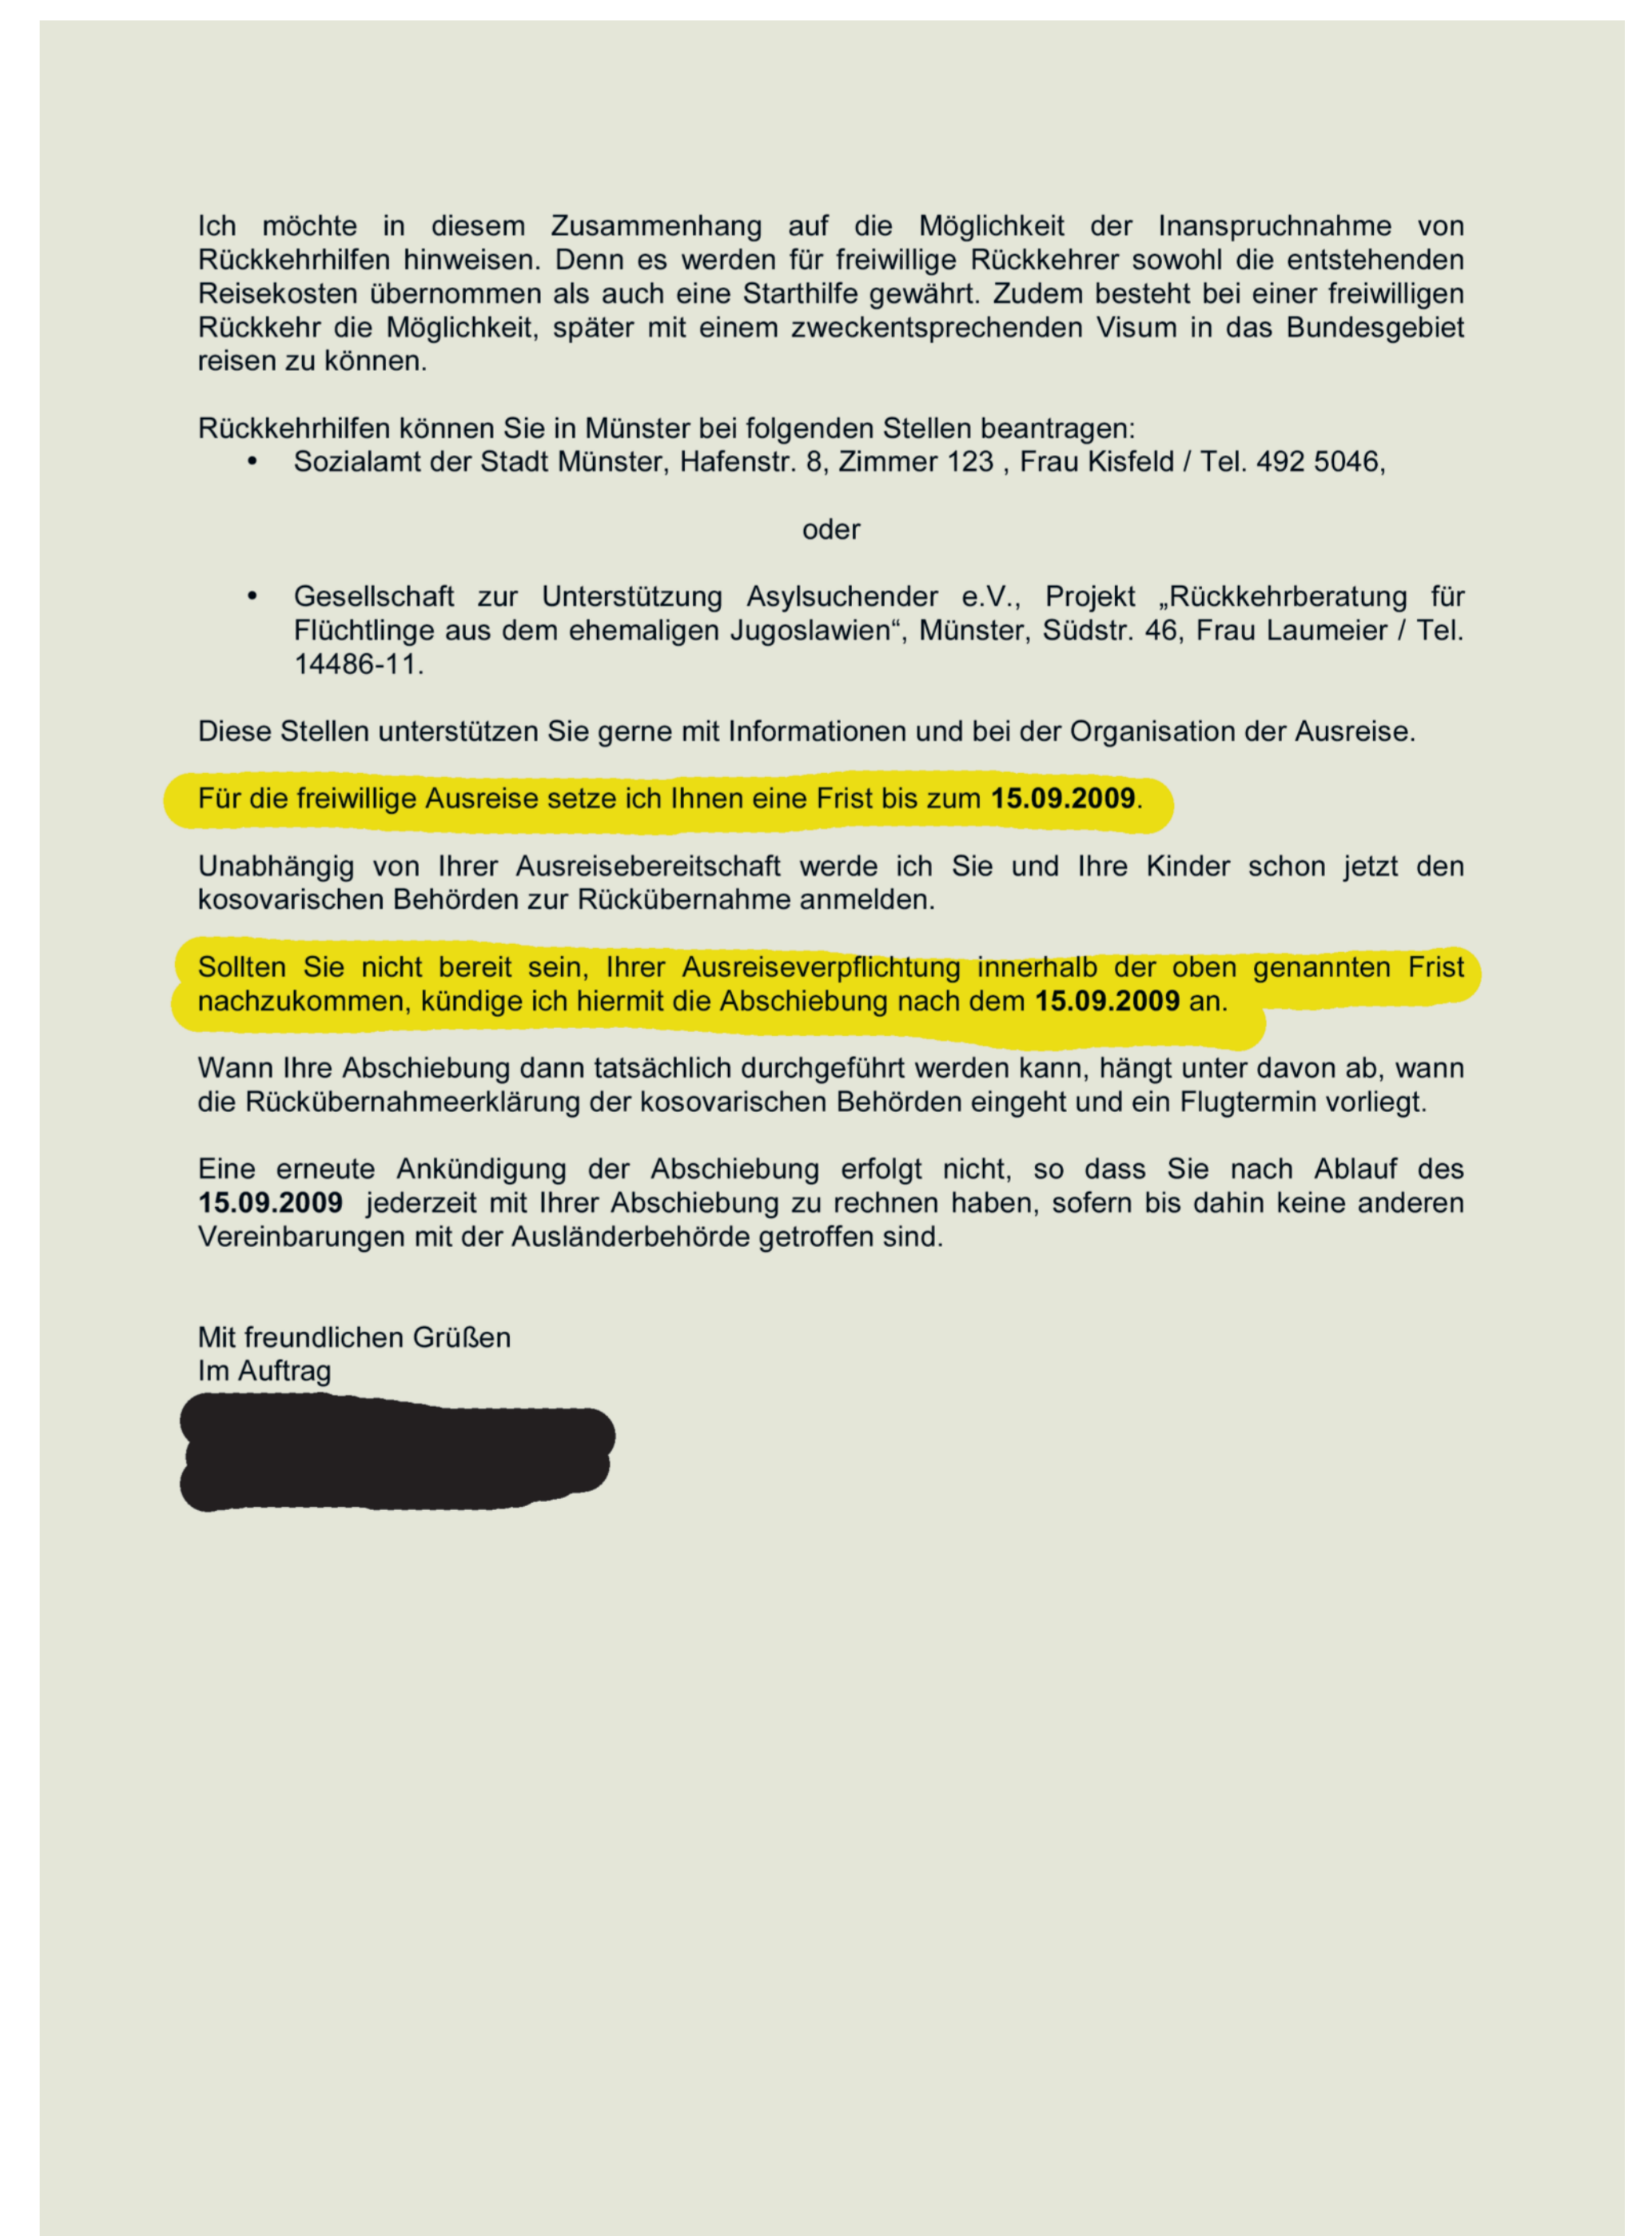 Ich möchte in diesem Zusammenhang auf die Möglichkeit der Inanspruchnahme von
Rückkehrhilfen hinweisen. Denn es werden für freiwillige Rückkehrer sowohl die entstehenden
Reisekosten übernommen als auch eine Starthilfe gewährt. Zudem besteht bei einer freiwilligen
Rückkehr die Möglichkeit, später mit einem zweckentsprechenden Visum in das Bundesgebiet
reisen zu können.
Rückkehrhilfen können Sie in Münster bei folgenden Stellen beantragen:
• Sozialamt der Stadt Münster, Hafenstr. 8, Zimmer 123 , Frau Kisfeld / Tel. 492 5046,
oder
• Gesellschaft zur Unterstützung Asylsuchender e.V., Projekt „Rückkehrberatung für
Flüchtlinge aus dem ehemaligen Jugoslawien“, Münster, Südstr. 46, Frau Laumeier / Tel.
14486-11.
Diese Stellen unterstützen Sie gerne mit Informationen und bei der Organisation der Ausreise.
Für die freiwillige Ausreise setze ich Ihnen eine Frist bis zum 15.09.2009.
Unabhängig von Ihrer Ausreisebereitschaft werde ich Sie und Ihre Kinder schon jetzt den
kosovarischen Behörden zur Rückübernahme anmelden.
Sollten Sie nicht bereit sein, Ihrer Ausreiseverpflichtung innerhalb der oben genannten Frist
nachzukommen, kündige ich hiermit die Abschiebung nach dem 15.09.2009 an.
Wann Ihre Abschiebung dann tatsächlich durchgeführt werden kann, hängt unter davon ab, wann
die Rückübernahmeerklärung der kosovarischen Behörden eingeht und ein Flugtermin vorliegt.
Eine erneute Ankündigung der Abschiebung erfolgt nicht, so dass Sie nach Ablauf des
15.09.2009 jederzeit mit Ihrer Abschiebung zu rechnen haben, sofern bis dahin keine anderen
Vereinbarungen mit der Ausländerbehörde getroffen sind.
Mit freundlichen Grüßen
Im Auftrag